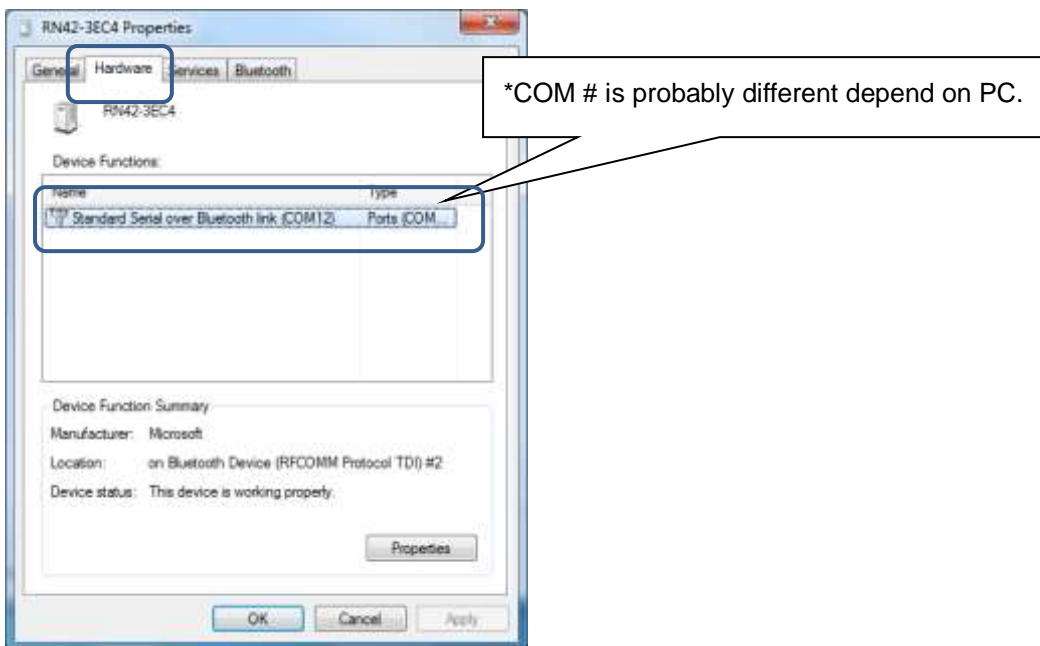 RN42-3EC4 Properties
General Hardware Services Bluetooth
*COM # is probably different depend on PC.
RN42-3EC4
Device Functions:
Name Type
Standard Serial over Bluetooth link (COM12) Ports (COM...
Device Function Summary
Manufacturer: Microsoft
Location: on Bluetooth Device (RFCOMM Protocol TDI) #2
Device status: This device is working properly.
Properties
OK Cancel Apply